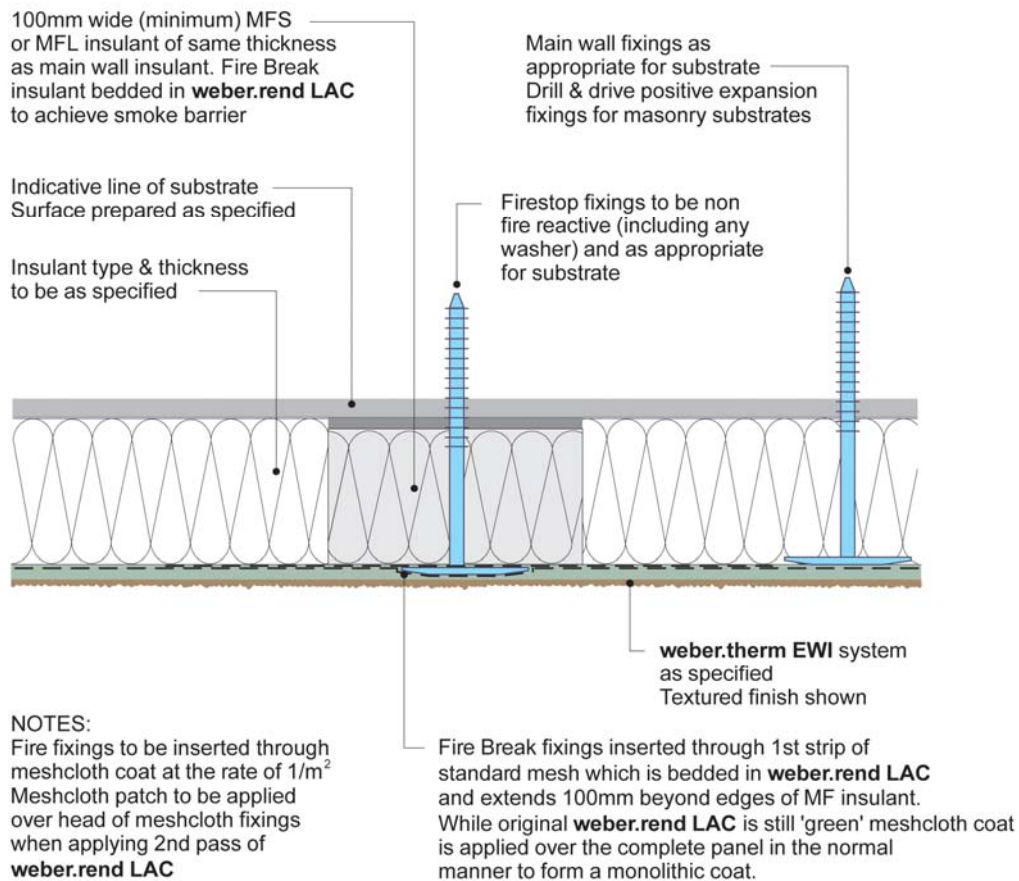 100mm wide (minimum) MFS
or MFL insulant of same thickness
as main wall insulant. Fire Break
insulant bedded in weber.rend LAC
to achieve smoke barrier
Main wall fixings as
appropriate for substrate
Drill & drive positive expansion
fixings for masonry substrates
Indicative line of substrate
Surface prepared as specified
Firestop fixings to be non
fire reactive (including any
washer) and as appropriate
for substrate
Insulant type & thickness
to be as specified
weber.therm EWI system
as specified
Textured finish shown
NOTES:
Fire fixings to be inserted through
meshcloth coat at the rate of 1/m²
Meshcloth patch to be applied
over head of meshcloth fixings
when applying 2nd pass of
weber.rend LAC
Fire Break fixings inserted through 1st strip of
standard mesh which is bedded in weber.rend LAC
and extends 100mm beyond edges of MF insulant.
While original weber.rend LAC is still 'green' meshcloth coat
is applied over the complete panel in the normal
manner to form a monolithic coat.